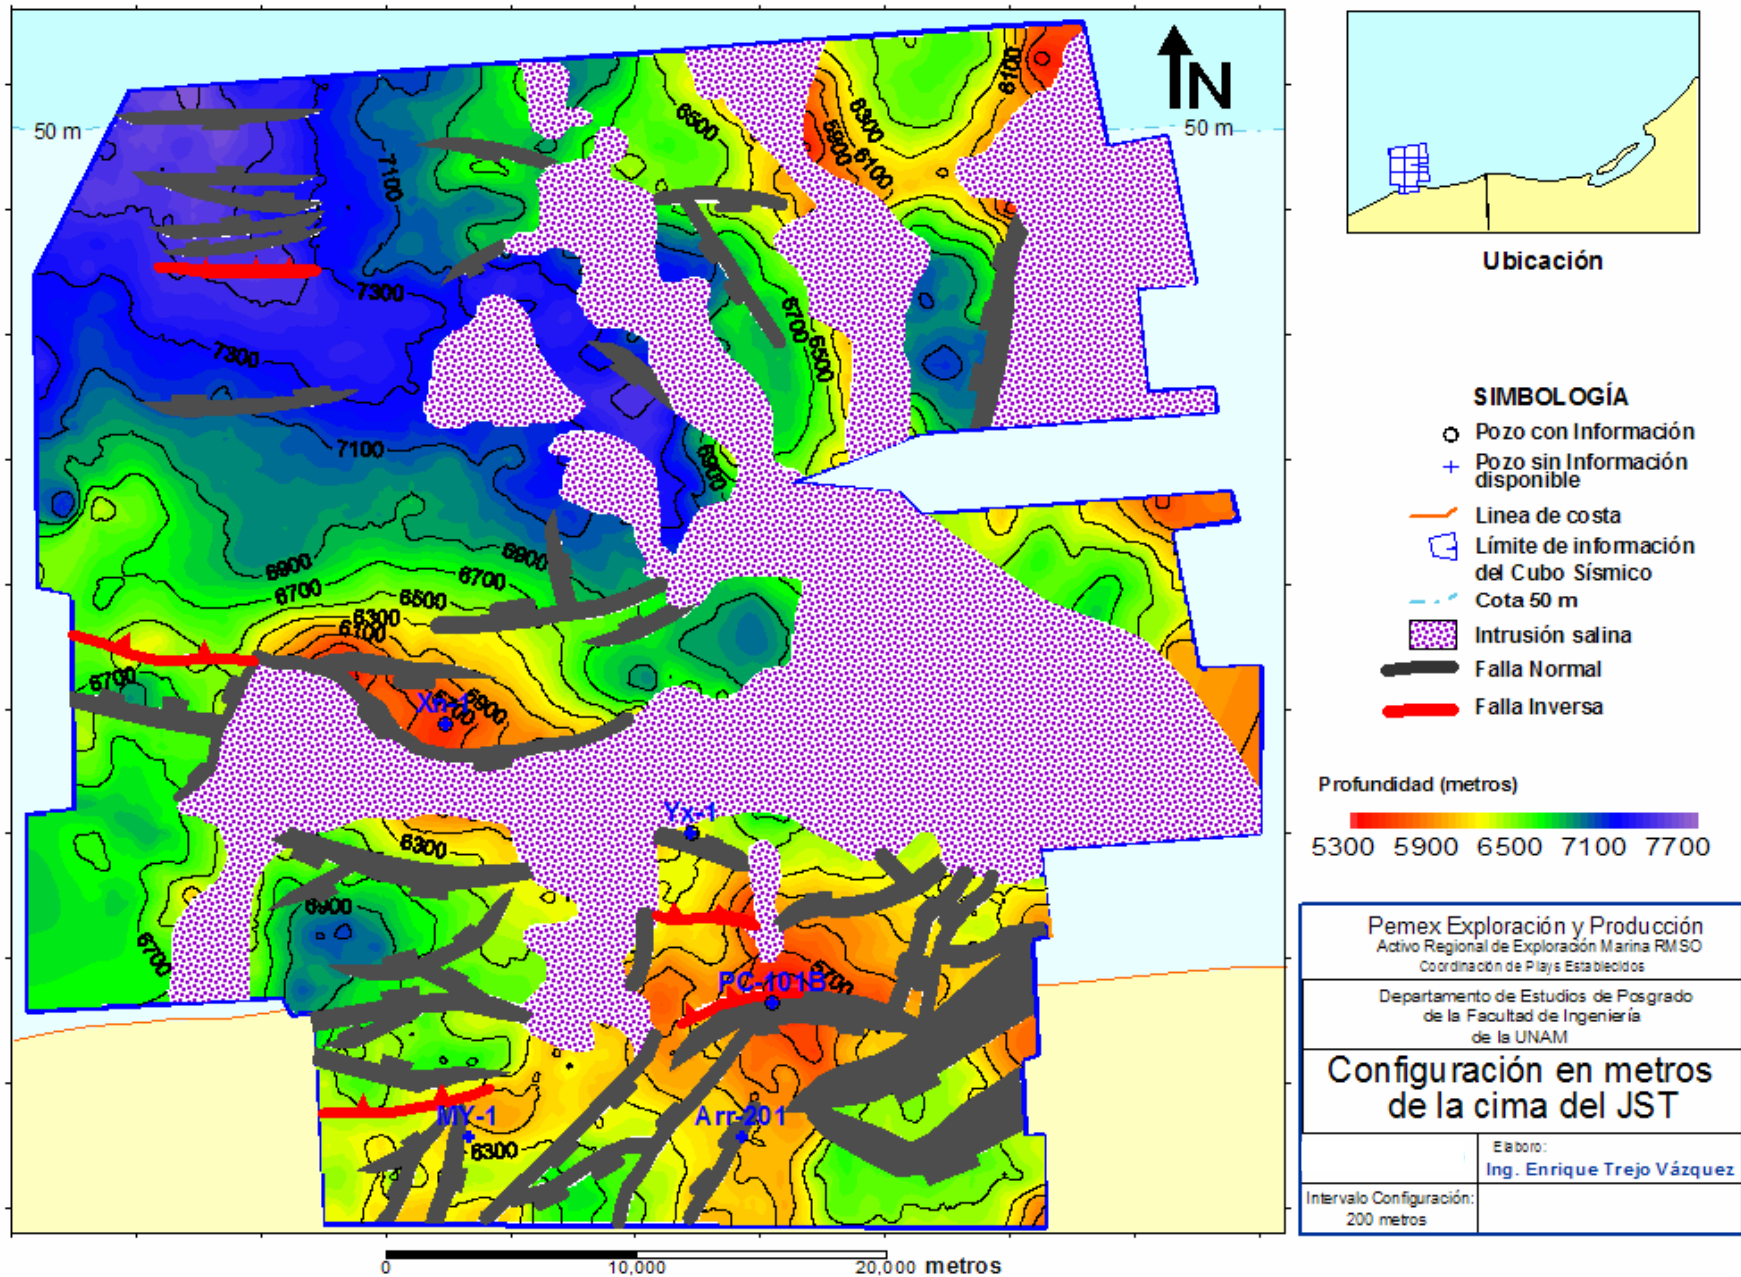 50 m
50 m
N
6500
6300
5900
6100
6100
7100
7300
7300
6700
6500
7100
6900
6900
6900
6700
6700
6500
6300
6100
6700
Xn-1
5700
5900
Yx-1
6300
6900
6700
PC-101B
5700
MY-1
Arr-201
6300
0
10,000
20,000 metros
Ubicación
SIMBOLOGÍA
Pozo con Información
Pozo sin Información
disponible
Linea de costa
Límite de información
del Cubo Sísmico
Cota 50 m
Intrusión salina
Falla Normal
Falla Inversa
Profundidad (metros)
5300 5900 6500 7100 7700
Pemex Exploración y Producción
Activo Regional de Exploración Marina RMSO
Coordinación de Plays Establecidos
Departamento de Estudios de Posgrado
de la Facultad de Ingeniería
de la UNAM
Configuración en metros
de la cima del JST
Elaboro:
Ing. Enrique Trejo Vázquez
Intervalo Configuración:
200 metros